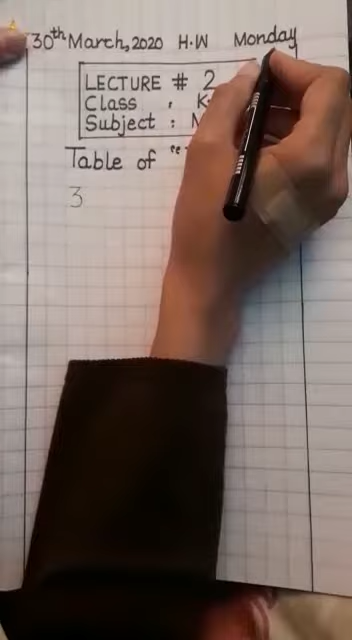 30th March, 2020 H.W Monday
LECTURE # 2
Class :
Subject :
Table of "
3